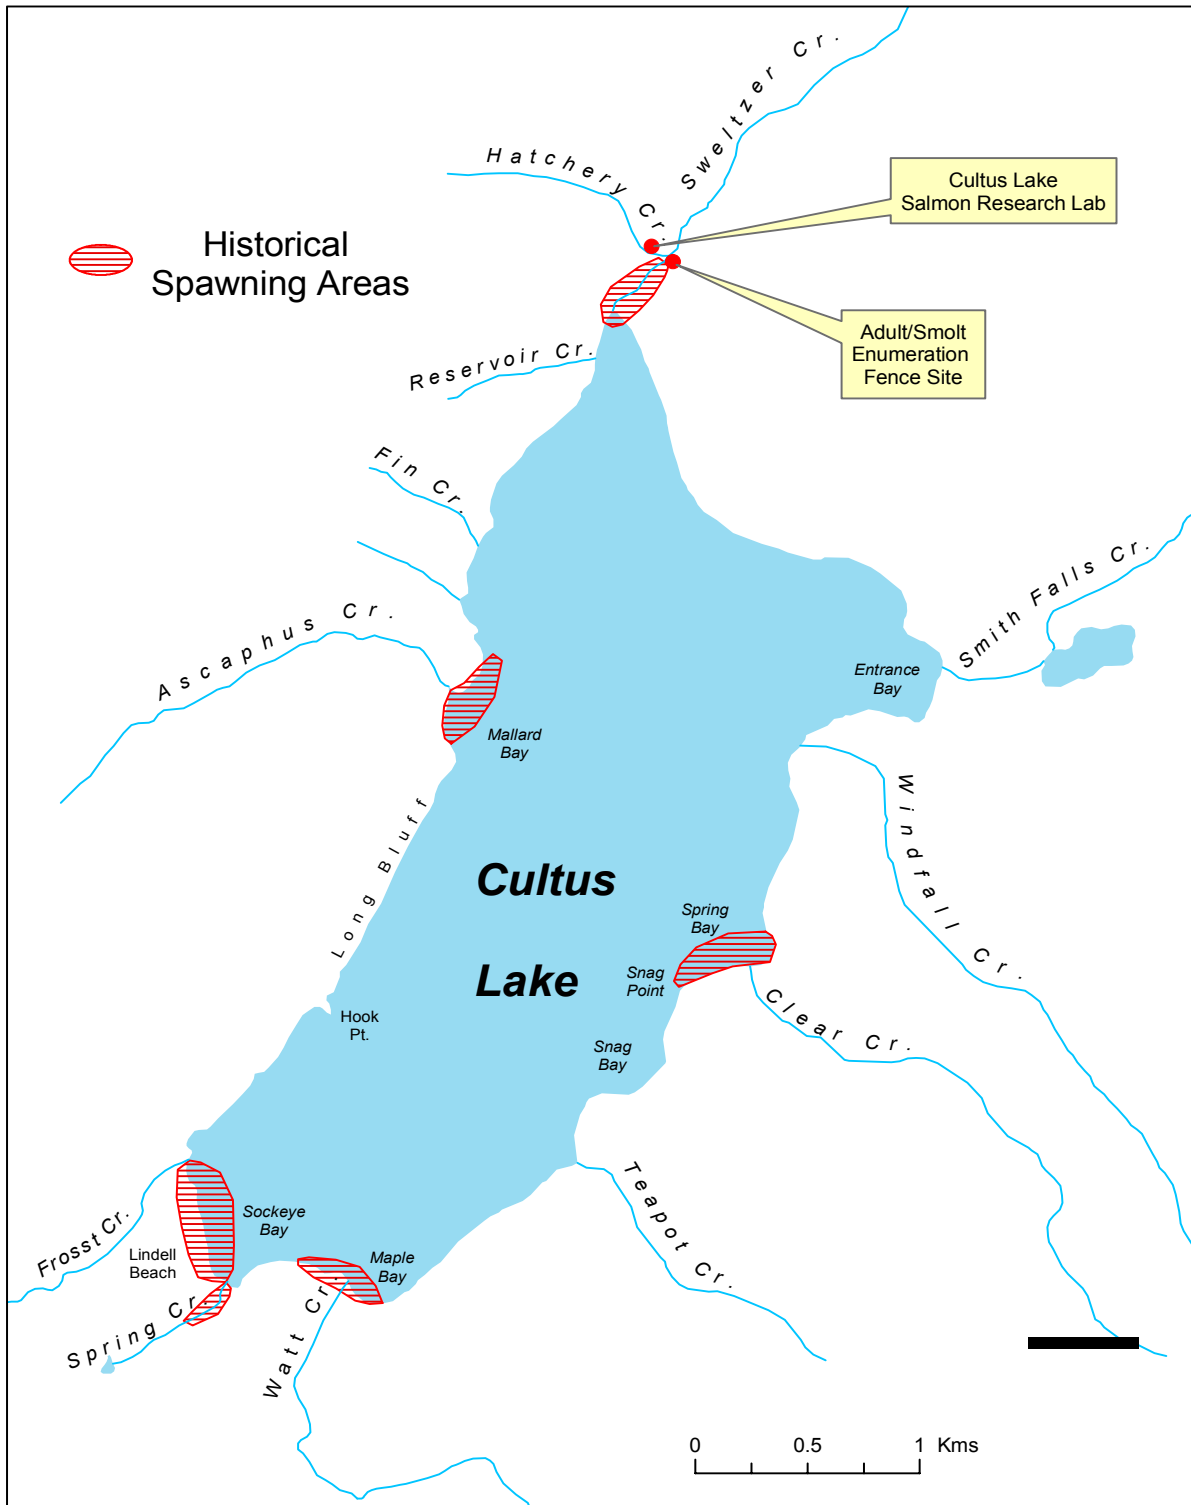 Sweltzer Cr.
Hatchery Cr.
Cultus Lake
Salmon Research Lab
Historical
Spawning Areas
Adult/Smolt
Enumeration
Fence Site
Reservoir Cr.
Fin Cr.
Smith Falls Cr.
Ascaphus Cr.
Entrance
Bay
Mallard
Bay
Windfall Cr.
Long Bluff
Cultus
Lake
Spring
Bay
Snag
Point
Clear Cr.
Hook
Pt.
Snag
Bay
Teapot Cr.
Sockeye
Bay
Frosst Cr.
Lindell
Beach
Maple
Bay
Spring Cr.
Watt Cr.
0 0.5 1 Kms